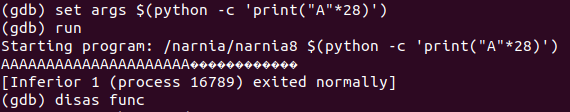 (gdb) set args $(python -c 'print("A"*28)')
(gdb) run
Starting program: /narnia/narnia8 $(python -c 'print("A"*28)')
AAAAAAAAAAAAAAAAAAAAA������������
[Inferior 1 (process 16789) exited normally]
(gdb) disas func